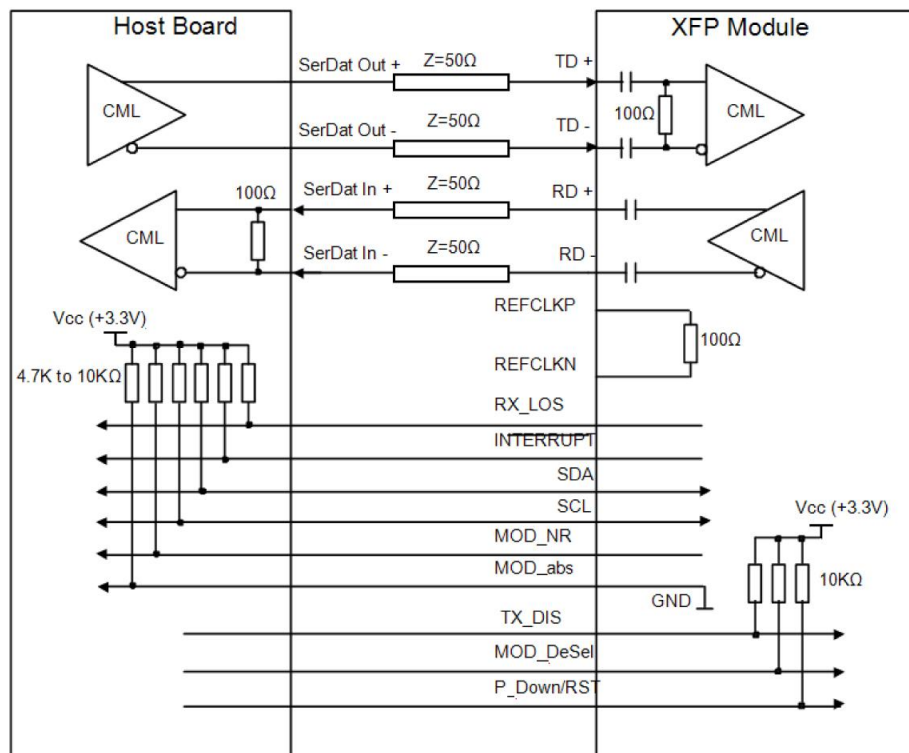 Host Board
XFP Module
SerDat Out +
Z=50Ω
TD +
CML
100Ω
CML
SerDat Out -
Z=50Ω
TD -
SerDat In +
Z=50Ω
RD +
100Ω
CML
CML
SerDat In -
Z=50Ω
RD -
REFCLKP
Vcc (+3.3V)
100Ω
REFCLKN
4.7K to 10KΩ
RX_LOS
INTERRUPT
SDA
SCL
Vcc (+3.3V)
MOD_NR
MOD_abs
10KΩ
GND
TX_DIS
MOD_DeSel
P_Down/RST